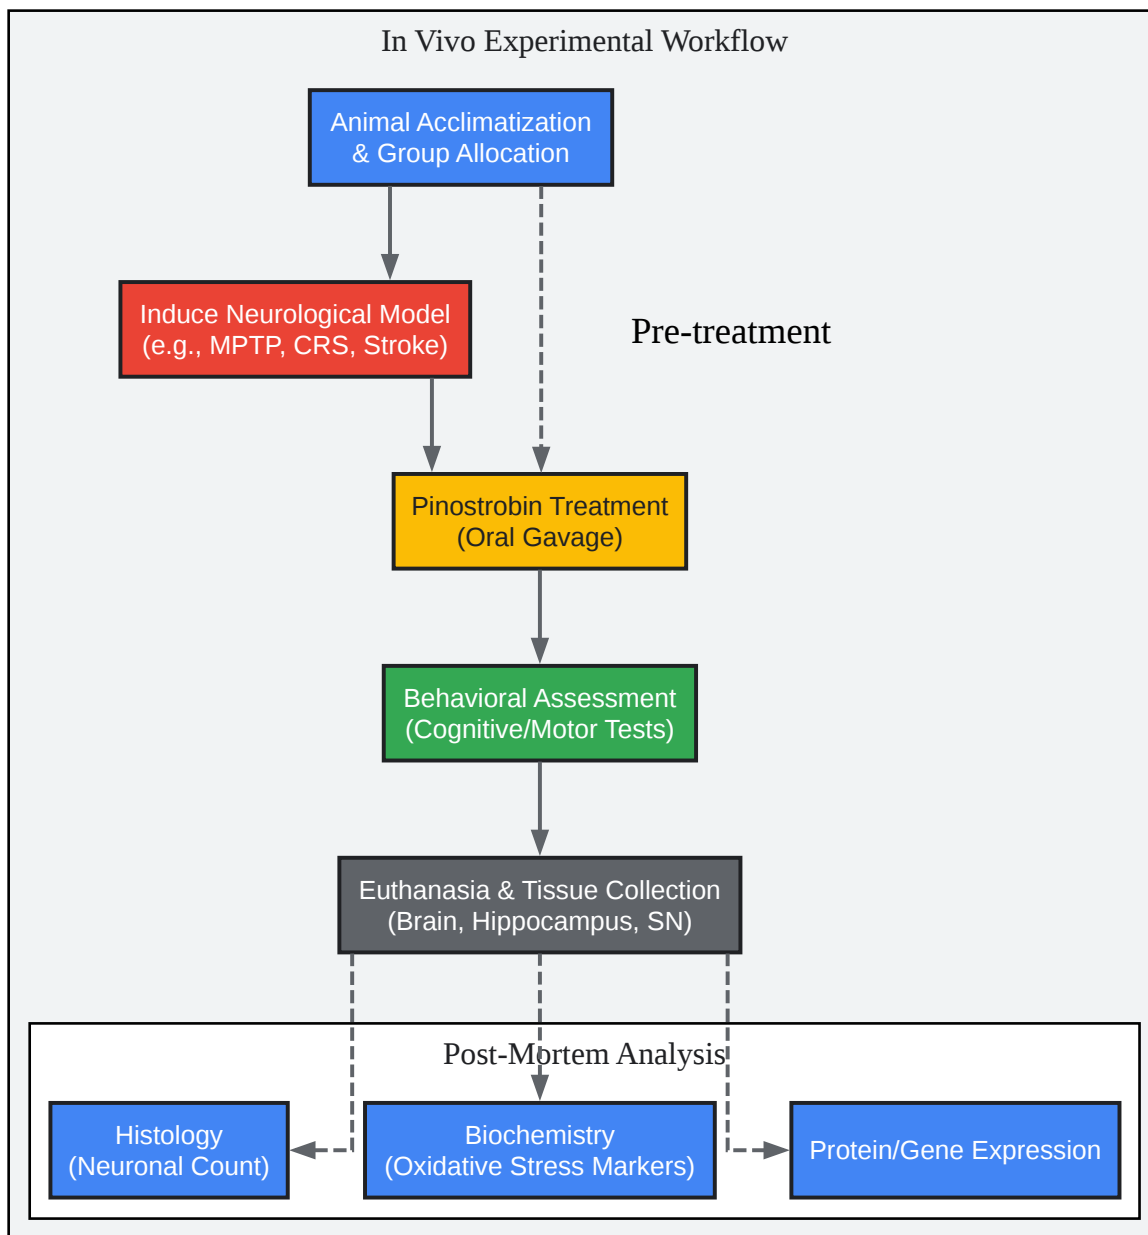 In Vivo Experimental Workflow
Animal Acclimatization
& Group Allocation
Induce Neurological Model
(e.g., MPTP, CRS, Stroke)
Pre-treatment
Pinostrobin Treatment
(Oral Gavage)
Behavioral Assessment
(Cognitive/Motor Tests)
Euthanasia & Tissue Collection
(Brain, Hippocampus, SN)
Post-Mortem Analysis
Histology
(Neuronal Count)
Biochemistry
(Oxidative Stress Markers)
Protein/Gene Expression